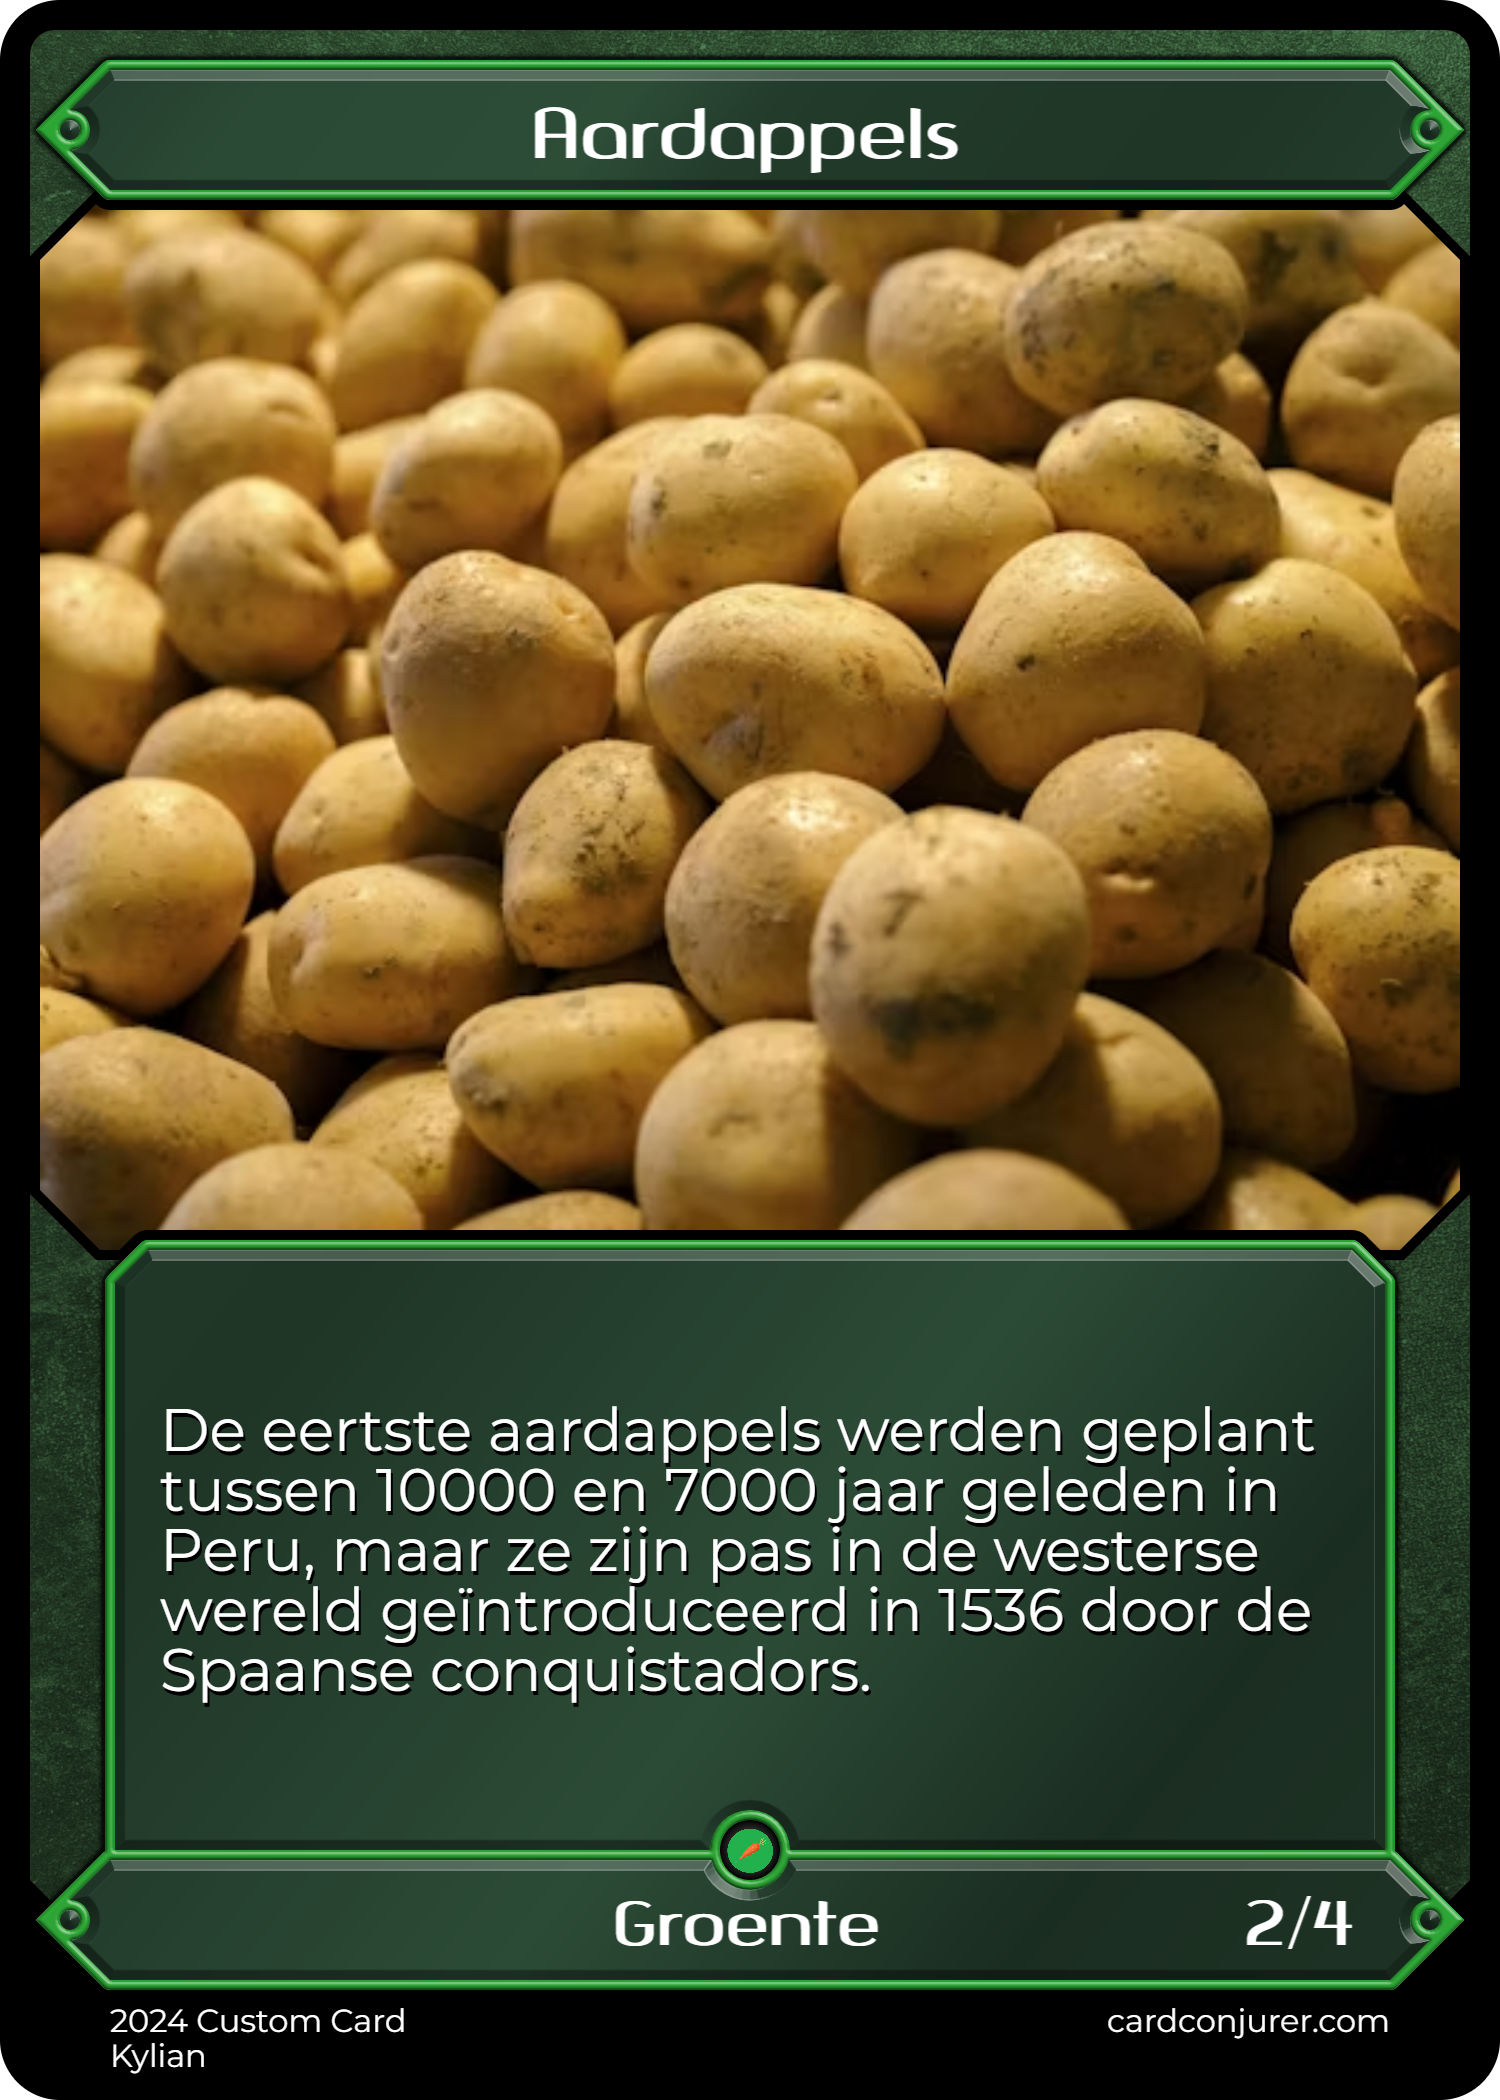 Aardappels
De eertste aardappels werden geplant
tussen 10000 en 7000 jaar geleden in
Peru, maar ze zijn pas in de westerse
wereld geïntroduceerd in 1536 door de
Spaanse conquistadors.
Groente
2/4
2024 Custom Card
Kylian
cardconjurer.com